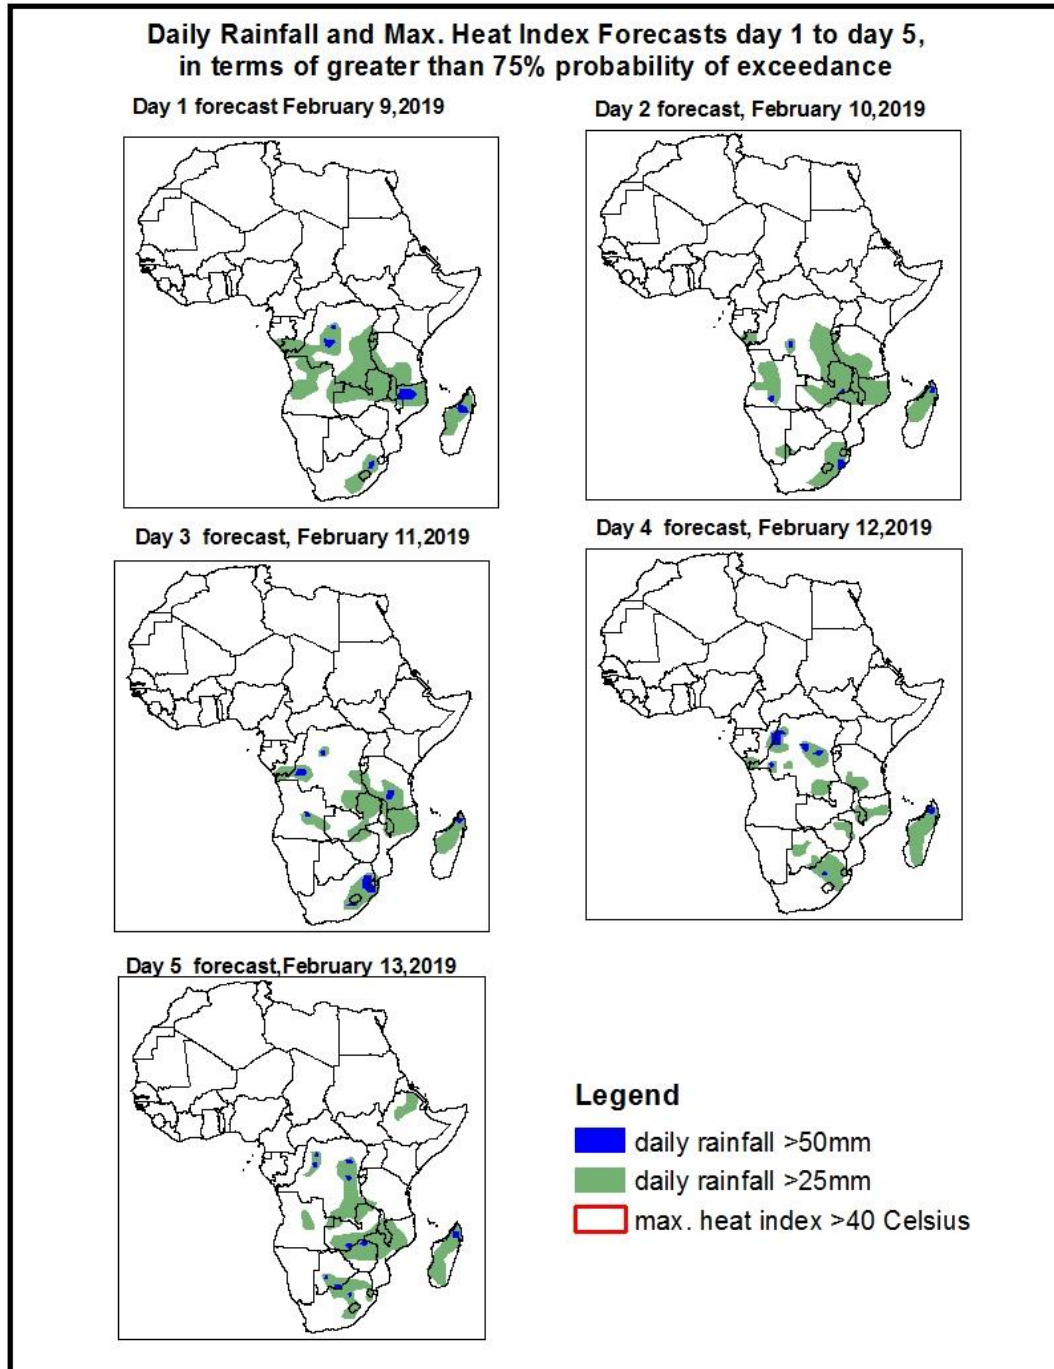 Daily Rainfall and Max. Heat Index Forecasts day 1 to day 5,
in terms of greater than 75% probability of exceedance
Day 1 forecast February 9,2019
Day 2 forecast, February 10,2019
Day 3 forecast, February 11,2019
Day 4 forecast, February 12,2019
Day 5 forecast,February 13,2019
Legend
daily rainfall >50mm
daily rainfall >25mm
max. heat index >40 Celsius